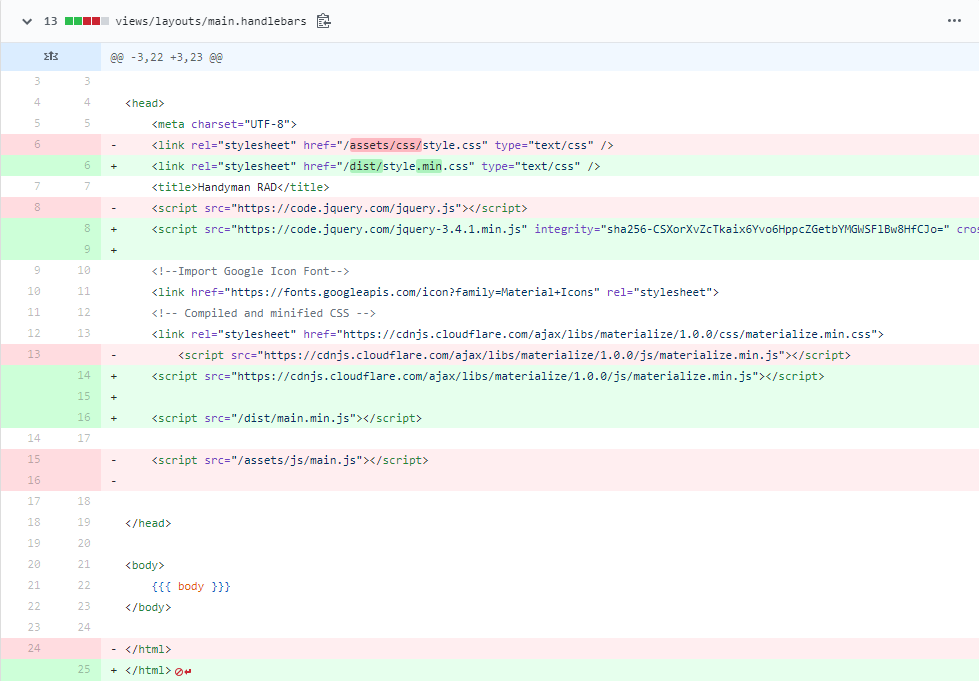 13 views/layouts/main.handlebars
@@ -3,22 +3,23 @@
3 3
4 4 <head>
5 5 <meta charset="UTF-8">
6 - <link rel="stylesheet" href="/assets/css/style.css" type="text/css" />
6 + <link rel="stylesheet" href="/dist/style.min.css" type="text/css" />
7 7 <title>Handyman RAD</title>
8 - <script src="https://code.jquery.com/jquery.js"></script>
8 + <script src="https://code.jquery.com/jquery-3.4.1.min.js" integrity="sha256-CSXorXvZcTkaix6Yvo6HppcZGetbYMGWSFlBw8HfCJo=" cros
9 +
9 10 <!--Import Google Icon Font-->
10 11 <link href="https://fonts.googleapis.com/icon?family=Material+Icons" rel="stylesheet">
11 12 <!-- Compiled and minified CSS -->
12 13 <link rel="stylesheet" href="https://cdnjs.cloudflare.com/ajax/libs/materialize/1.0.0/css/materialize.min.css">
13 - <script src="https://cdnjs.cloudflare.com/ajax/libs/materialize/1.0.0/js/materialize.min.js"></script>
14 + <script src="https://cdnjs.cloudflare.com/ajax/libs/materialize/1.0.0/js/materialize.min.js"></script>
15 +
16 + <script src="/dist/main.min.js"></script>
14 17
15 - <script src="/assets/js/main.js"></script>
16 -
17 18
18 19 </head>
19 20
20 21 <body>
21 22 {{{ body }}}
22 23 </body>
23 24
24 - </html>
25 + </html>